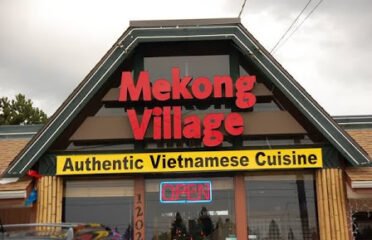 Mekong
Village
Authentic Vietnamese Cuisine
OPEN